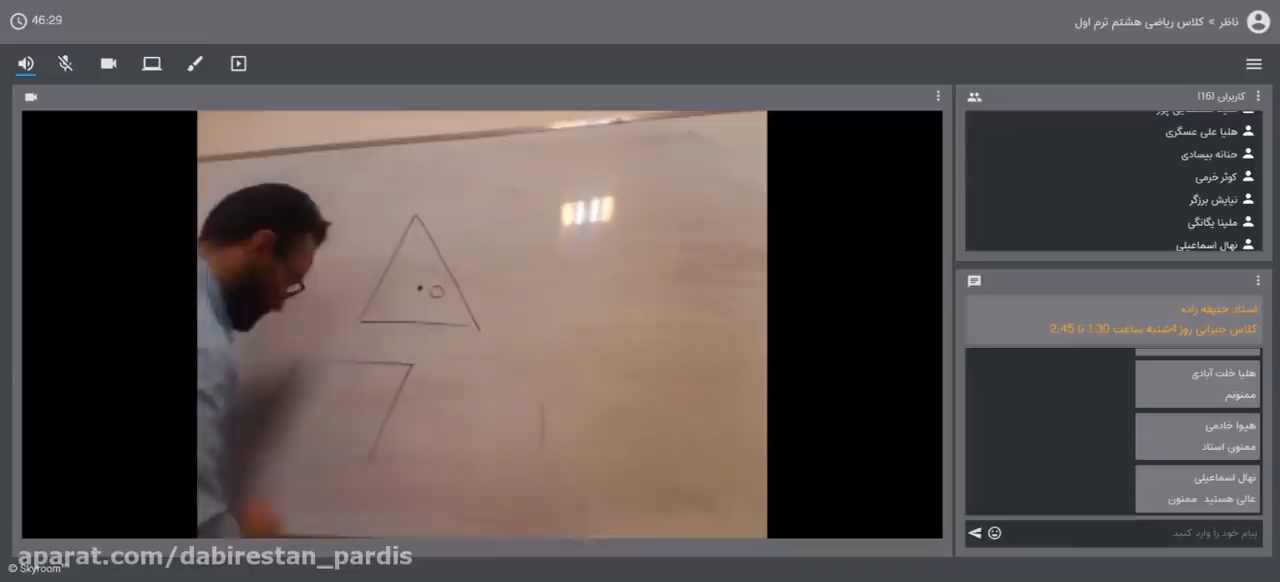 46:29
ناظر » کلاس ریاضی هشتم ترم اول
کاربران (16)
هلیا علی عسگری
حنانه بیسادی
کوثر خرمی
نیایش برزگر
ملینا یگانگی
نهال اسماعیلی
استاد حنیفه زاده
کلاس جبرانی روز 4شنبه ساعت 1:30 تا 2:45
هلیا خلت آبادی
ممنونم
هیوا خادمی
ممنون استاد
نهال اسماعیلی
عالی هستید ممنون
پیام خود را وارد کنید
aparat.com/dabirestan_pardis
© Skyroom™